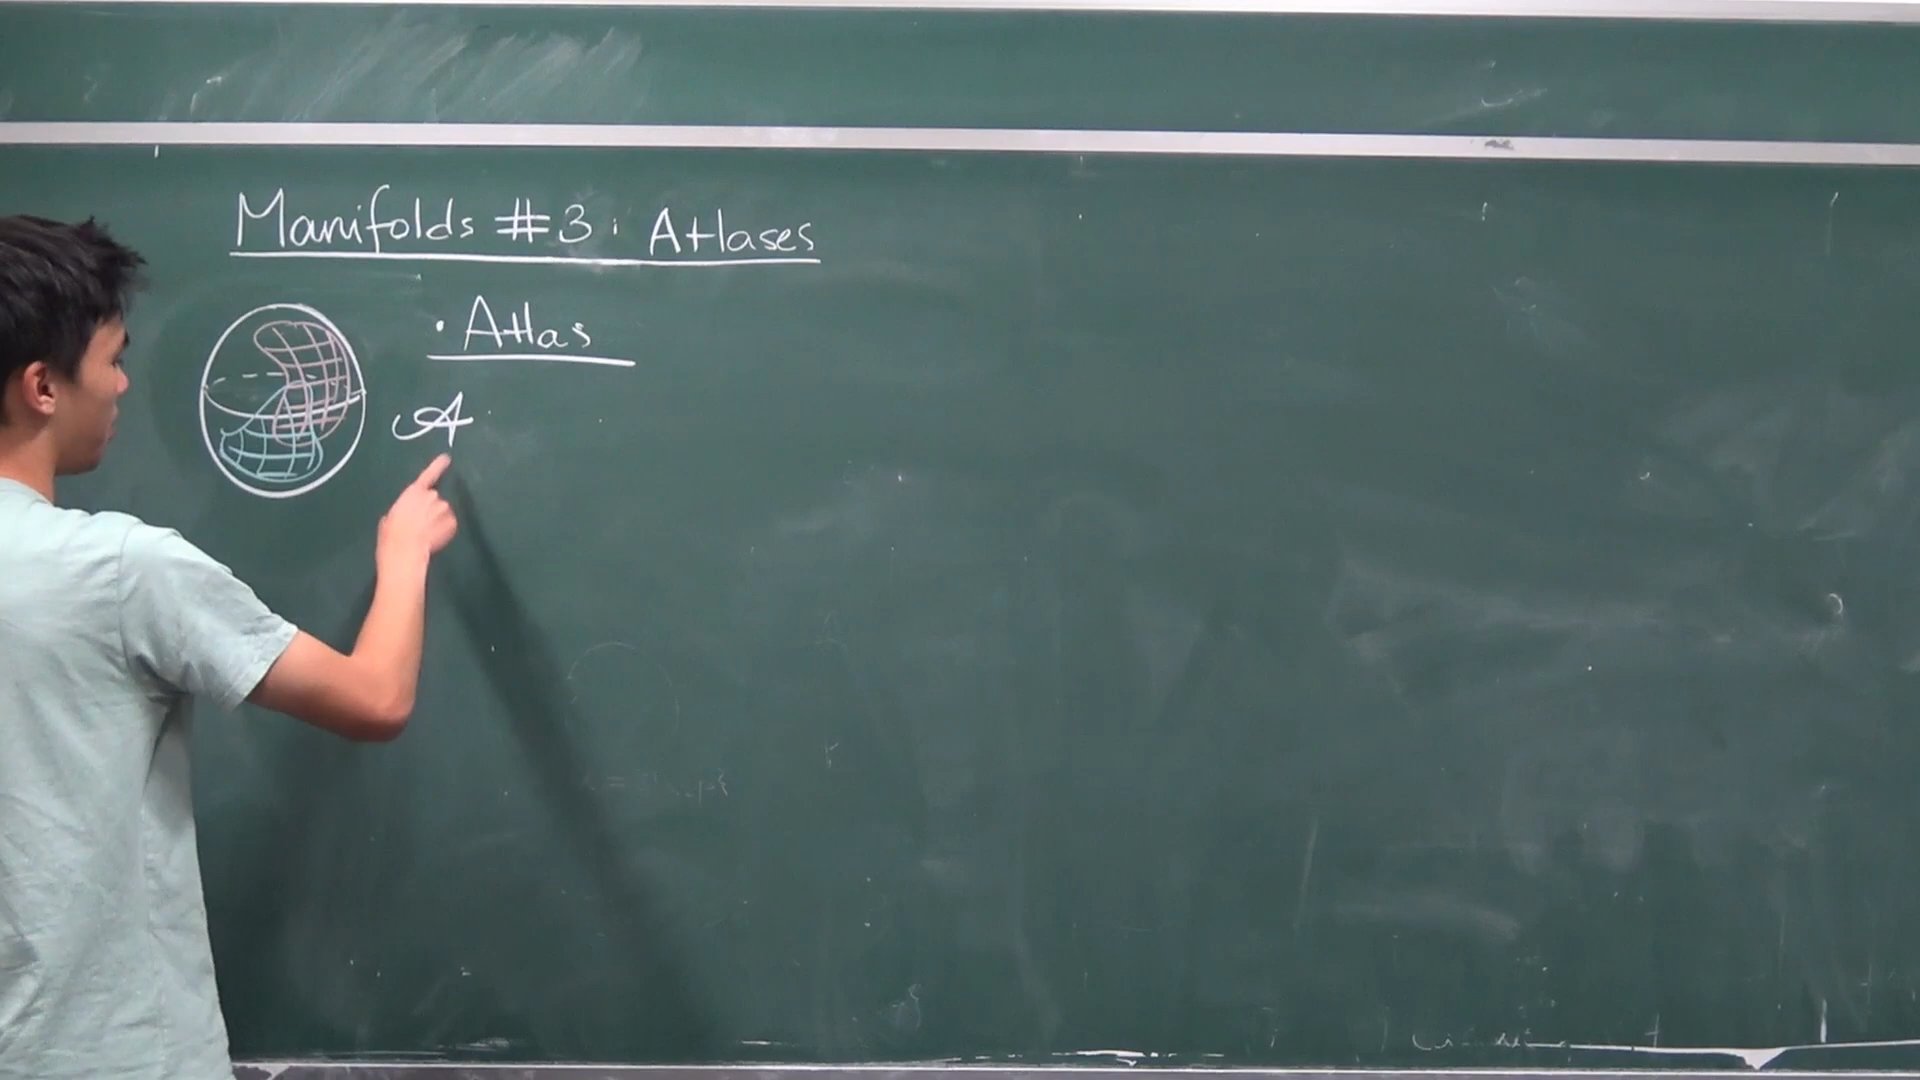 Manifolds #3: Atlases
• Atlas
𝒜